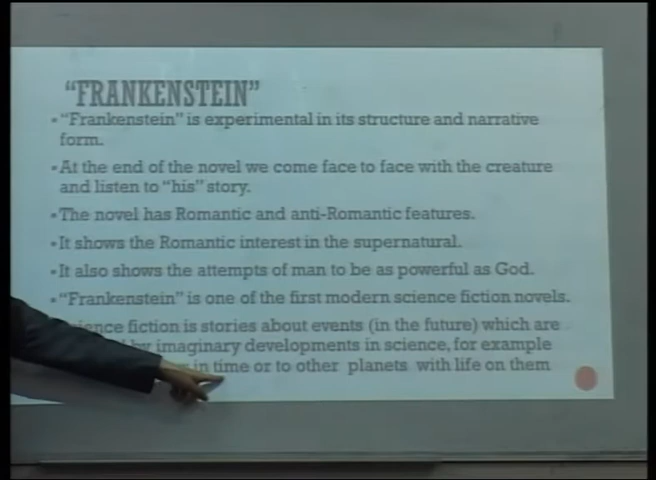 "FRANKENSTEIN"
▪"Frankenstein" is experimental in its structure and narrative
form.
▪At the end of the novel we come face to face with the creature
and listen to "his" story.
▪The novel has Romantic and anti-Romantic features.
▪It shows the Romantic interest in the supernatural.
▪It also shows the attempts of man to be as powerful as God.
▪"Frankenstein" is one of the first modern science fiction novels.
fiction is stories about events (in the future) which are
by imaginary developments in science, for example
in time or to other planets with life on them